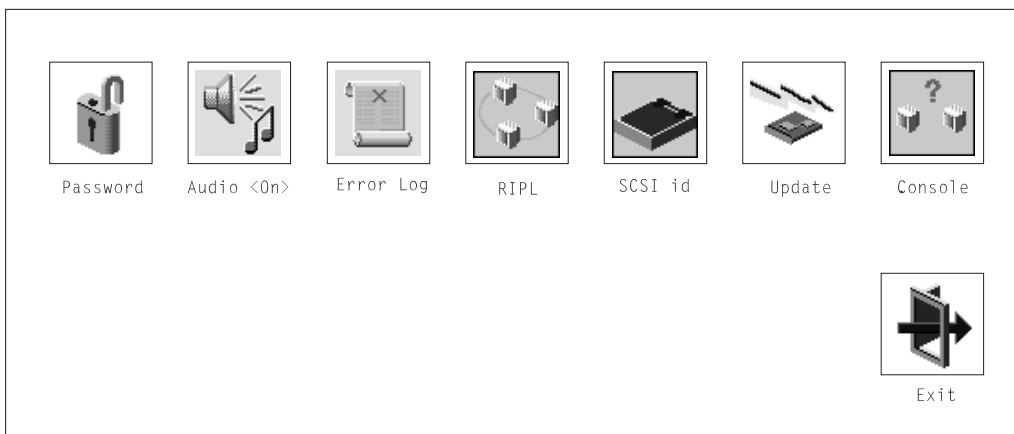 ?
Password
Audio <On>
Error Log
RIPL
SCSI id
Update
Console
Exit